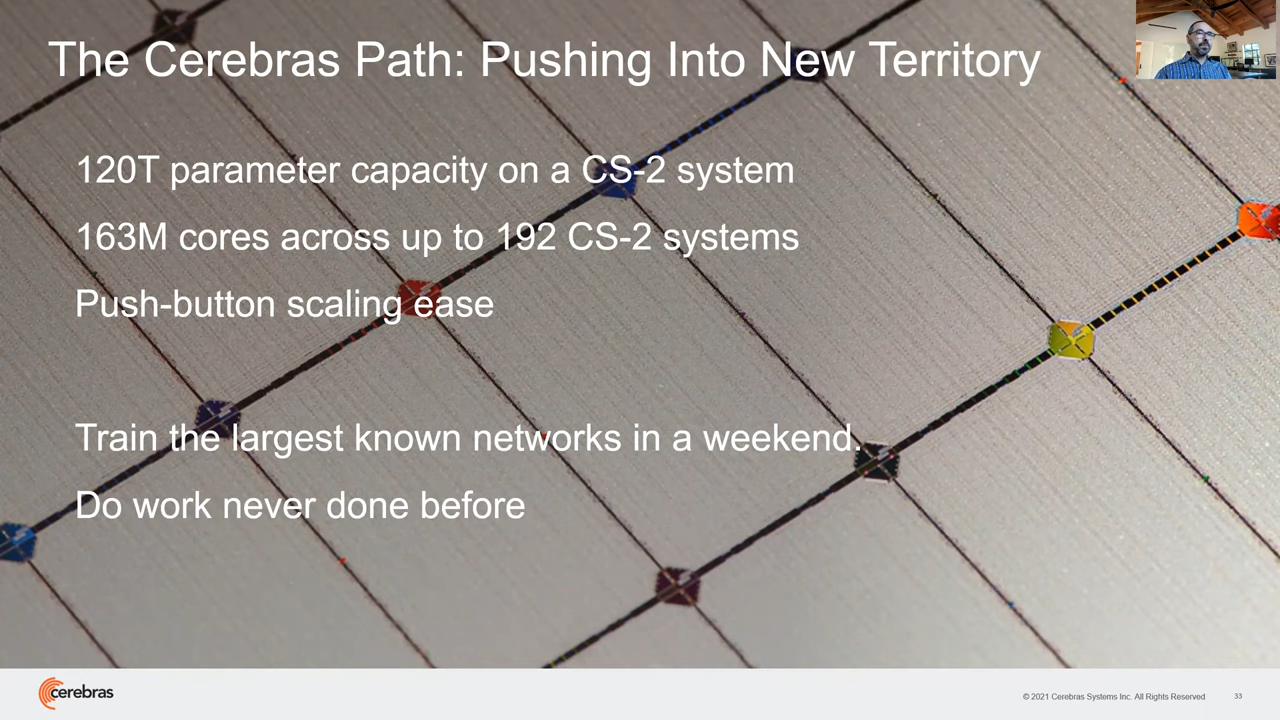 The Cerebras Path: Pushing Into New Territory
120T parameter capacity on a CS-2 system
163M cores across up to 192 CS-2 systems
Push-button scaling ease
Train the largest known networks in a weekend.
Do work never done before
cerebras
© 2021 Cerebras Systems Inc. All Rights Reserved
33